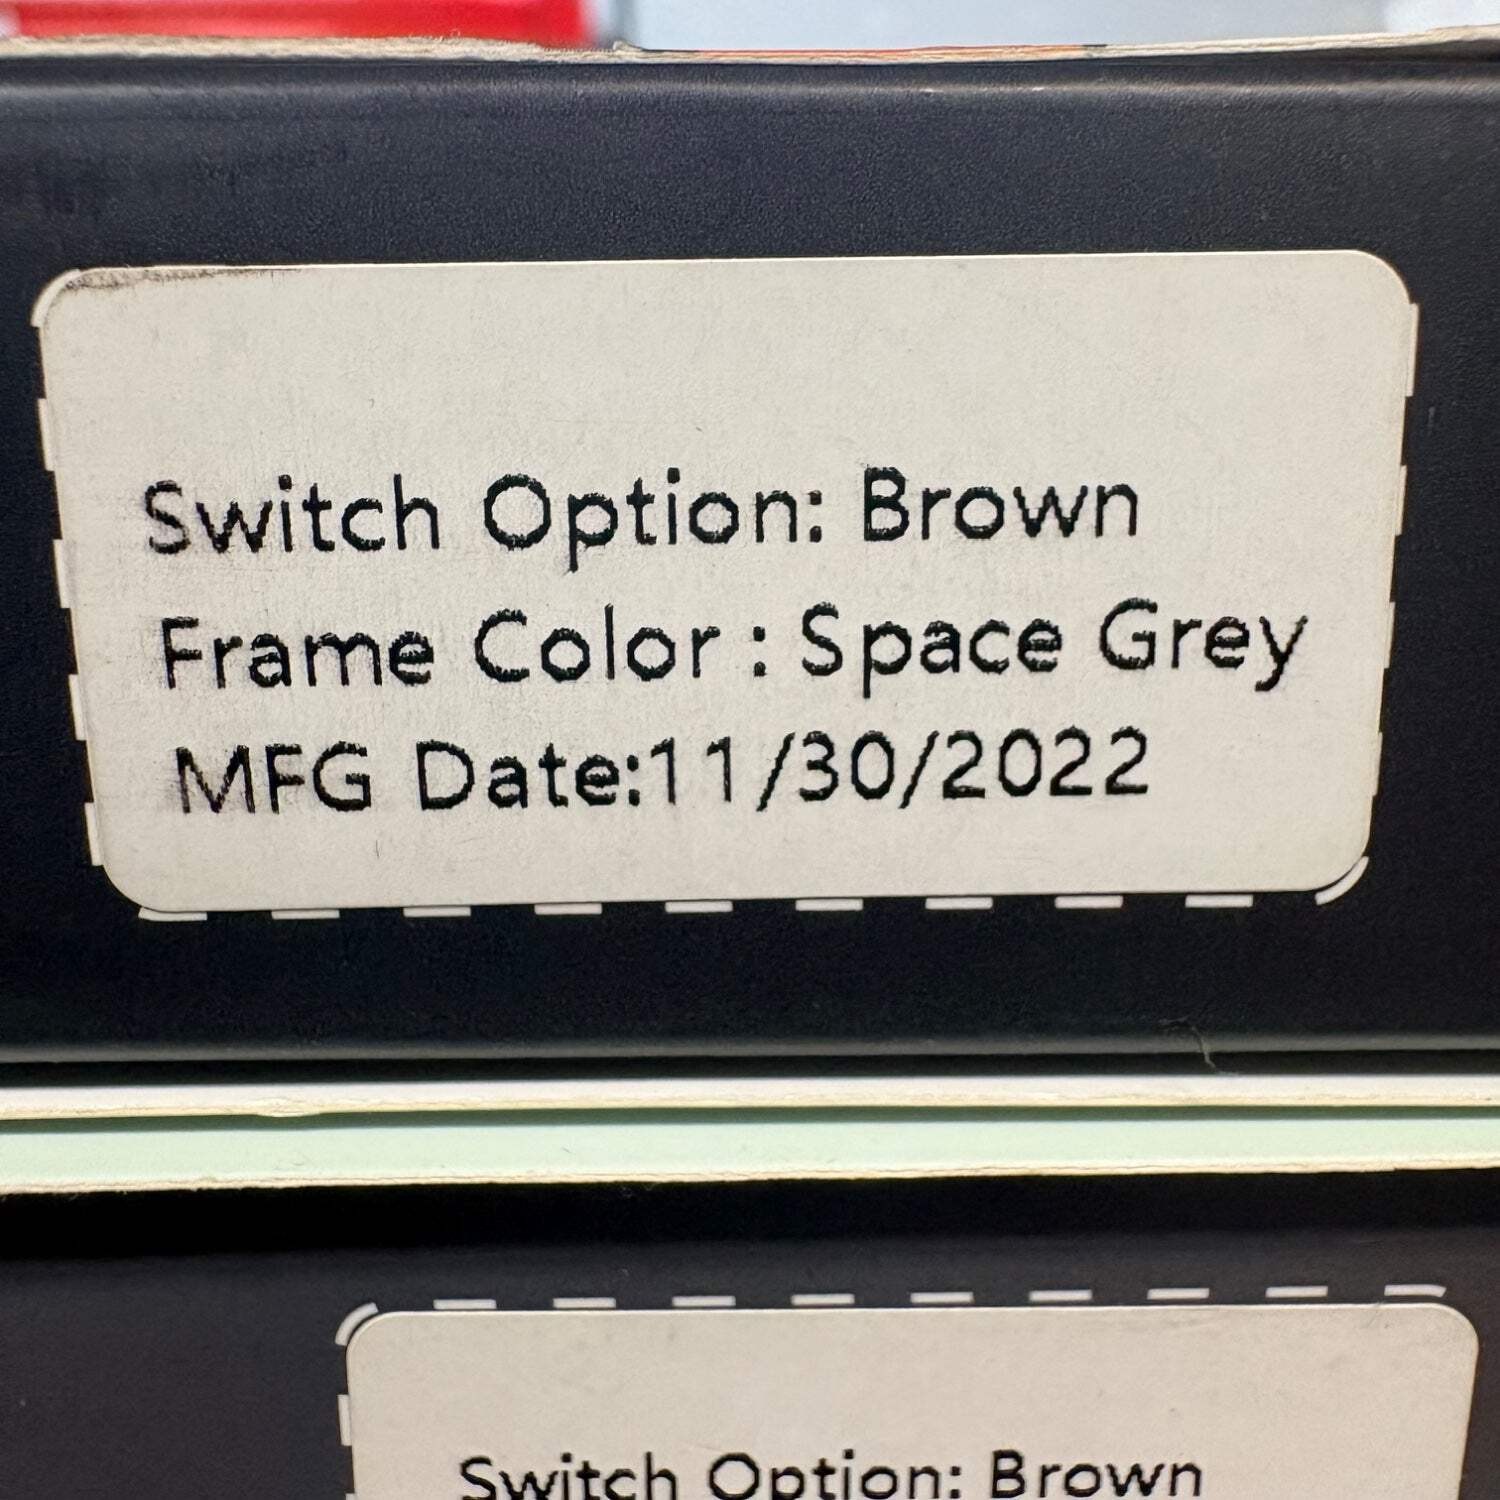 Switch Option: Brown
Frame Color : Space Grey
MFG Date:11/30/2022
Switch Option: Brown